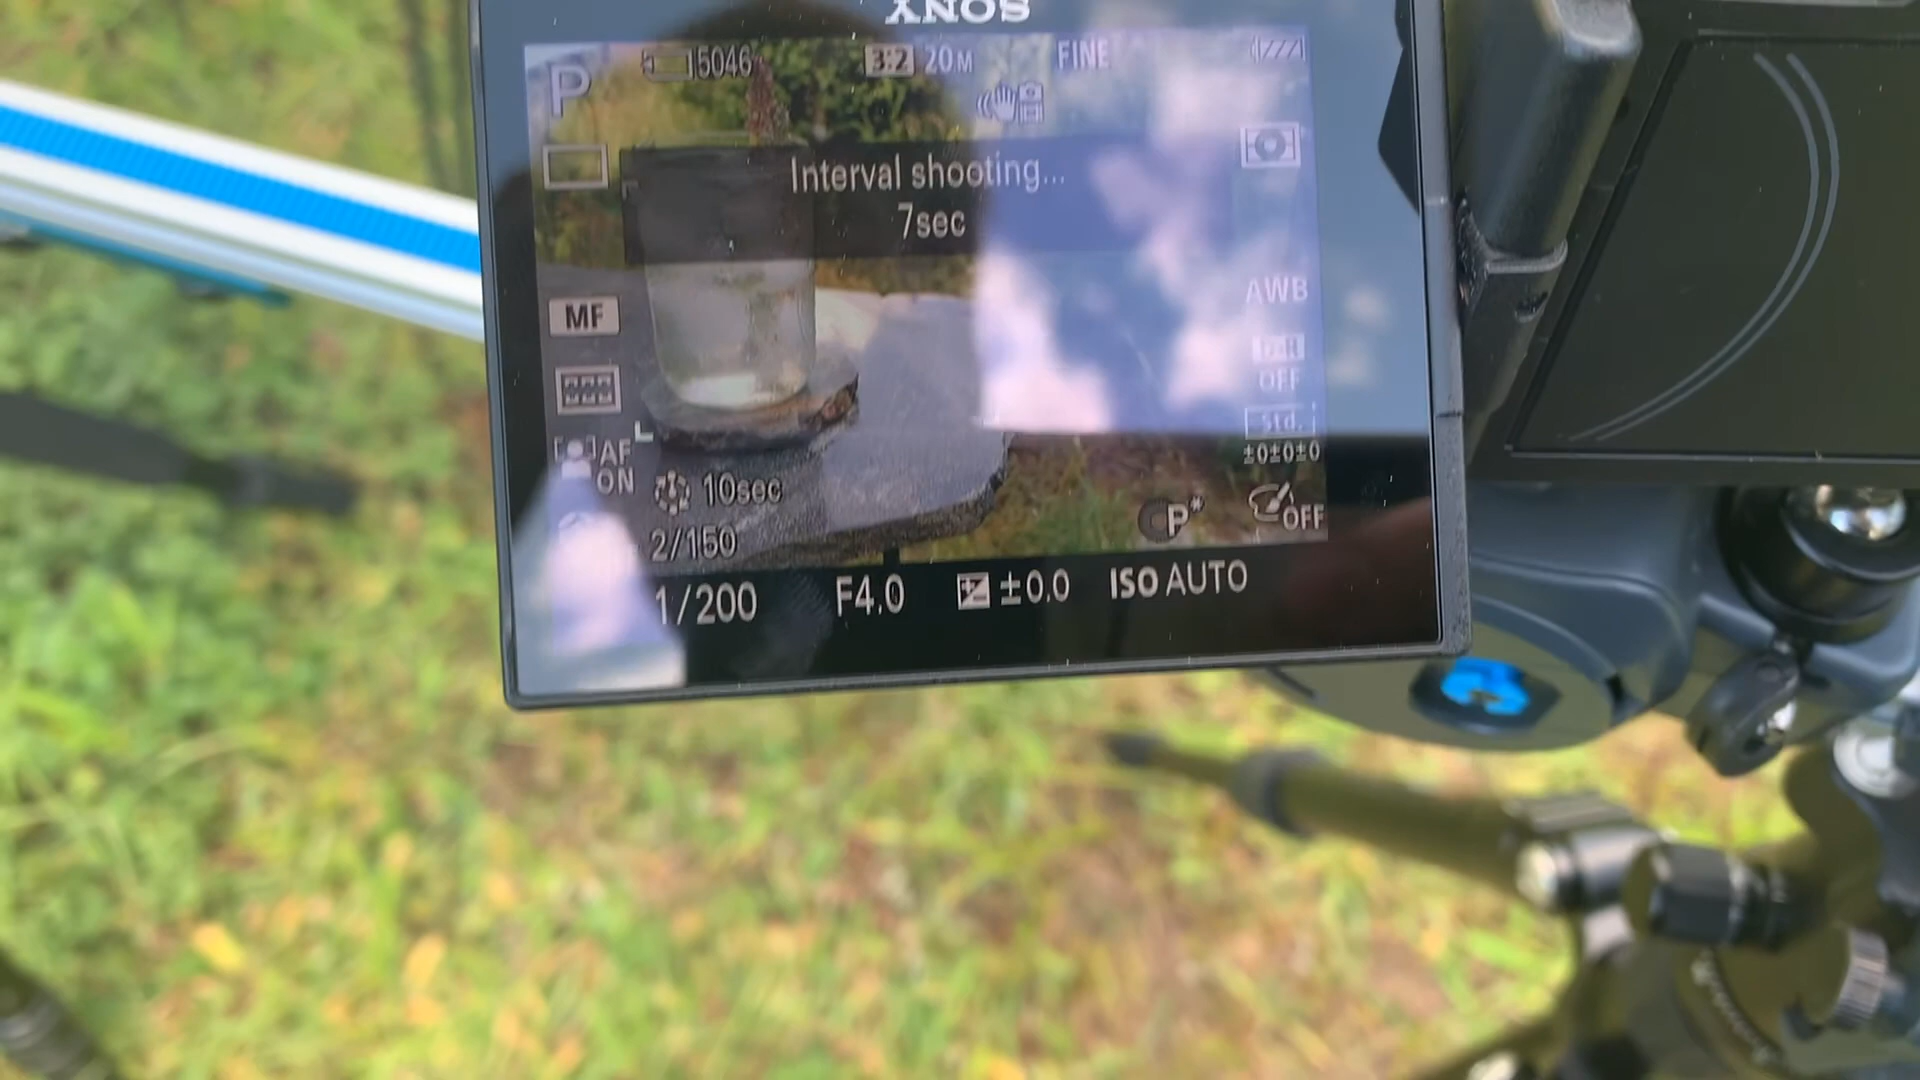 SONY
P 5046 3:2 20M FINE
Interval shooting...
7sec
MF
AWB
OFF
Std.
±0±0±0
AF
ON
10sec
P* OFF
2/150
1/200 F4.0 ±0.0 ISO AUTO